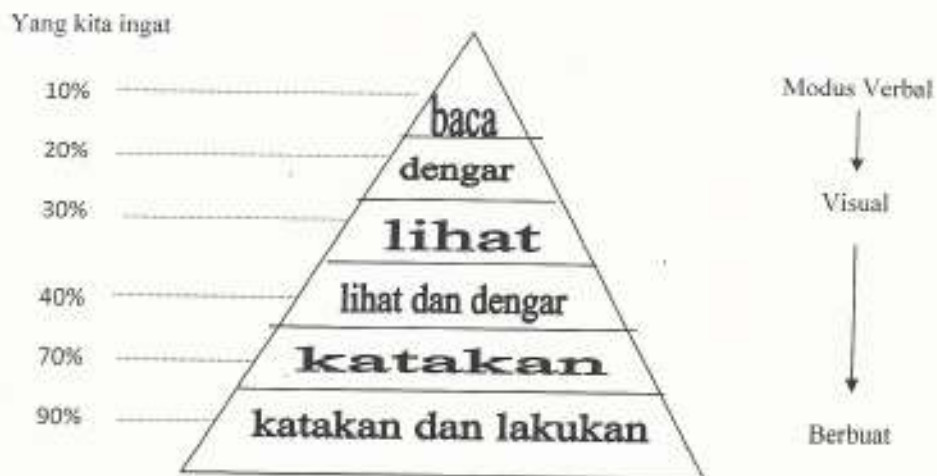 Yang kita ingat
10%
baca
Modus Verbal
20%
dengar
30%
lihat
Visual
40%
lihat dan dengar
70%
katakan
90%
katakan dan lakukan
Berbuat